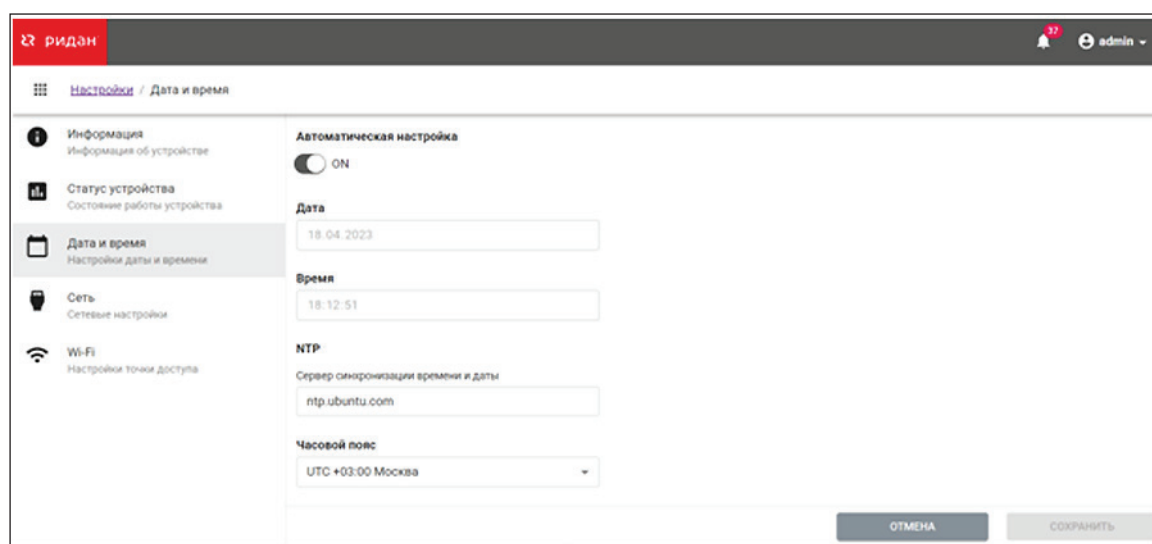 ридан
37
admin
Настройки / Дата и время
Информация
Информация об устройстве
Статус устройства
Состояние работы устройства
Дата и время
Настройки даты и времени
Сеть
Сетевые настройки
Wi-Fi
Настройки точки доступа
Автоматическая настройка
ON
Дата
18.04.2023
Время
18:12:51
NTP
Сервер синхронизации времени и даты
ntp.ubuntu.com
Часовой пояс
UTC +03:00 Москва
ОТМЕНА
СОХРАНИТЬ